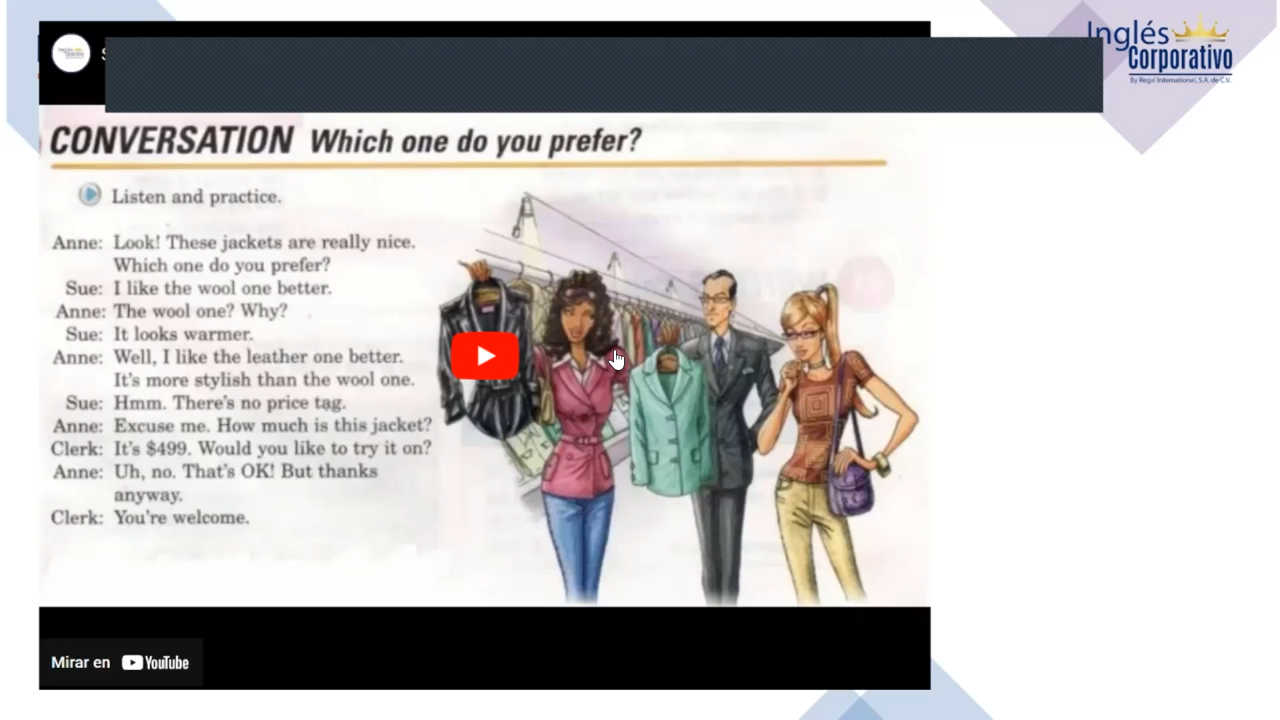 Inglés
Corporativo
By Regal International, S.A. de C.V.
CONVERSATION Which one do you prefer?
Listen and practice.
Anne: Look! These jackets are really nice.
Which one do you prefer?
Sue: I like the wool one better.
Anne: The wool one? Why?
Sue: It looks warmer.
Anne: Well, I like the leather one better.
It's more stylish than the wool one.
Sue: Hmm. There's no price tag.
Anne: Excuse me. How much is this jacket?
Clerk: It's $499. Would you like to try it on?
Anne: Uh, no. That's OK! But thanks
anyway.
Clerk: You're welcome.
Mirar en YouTube